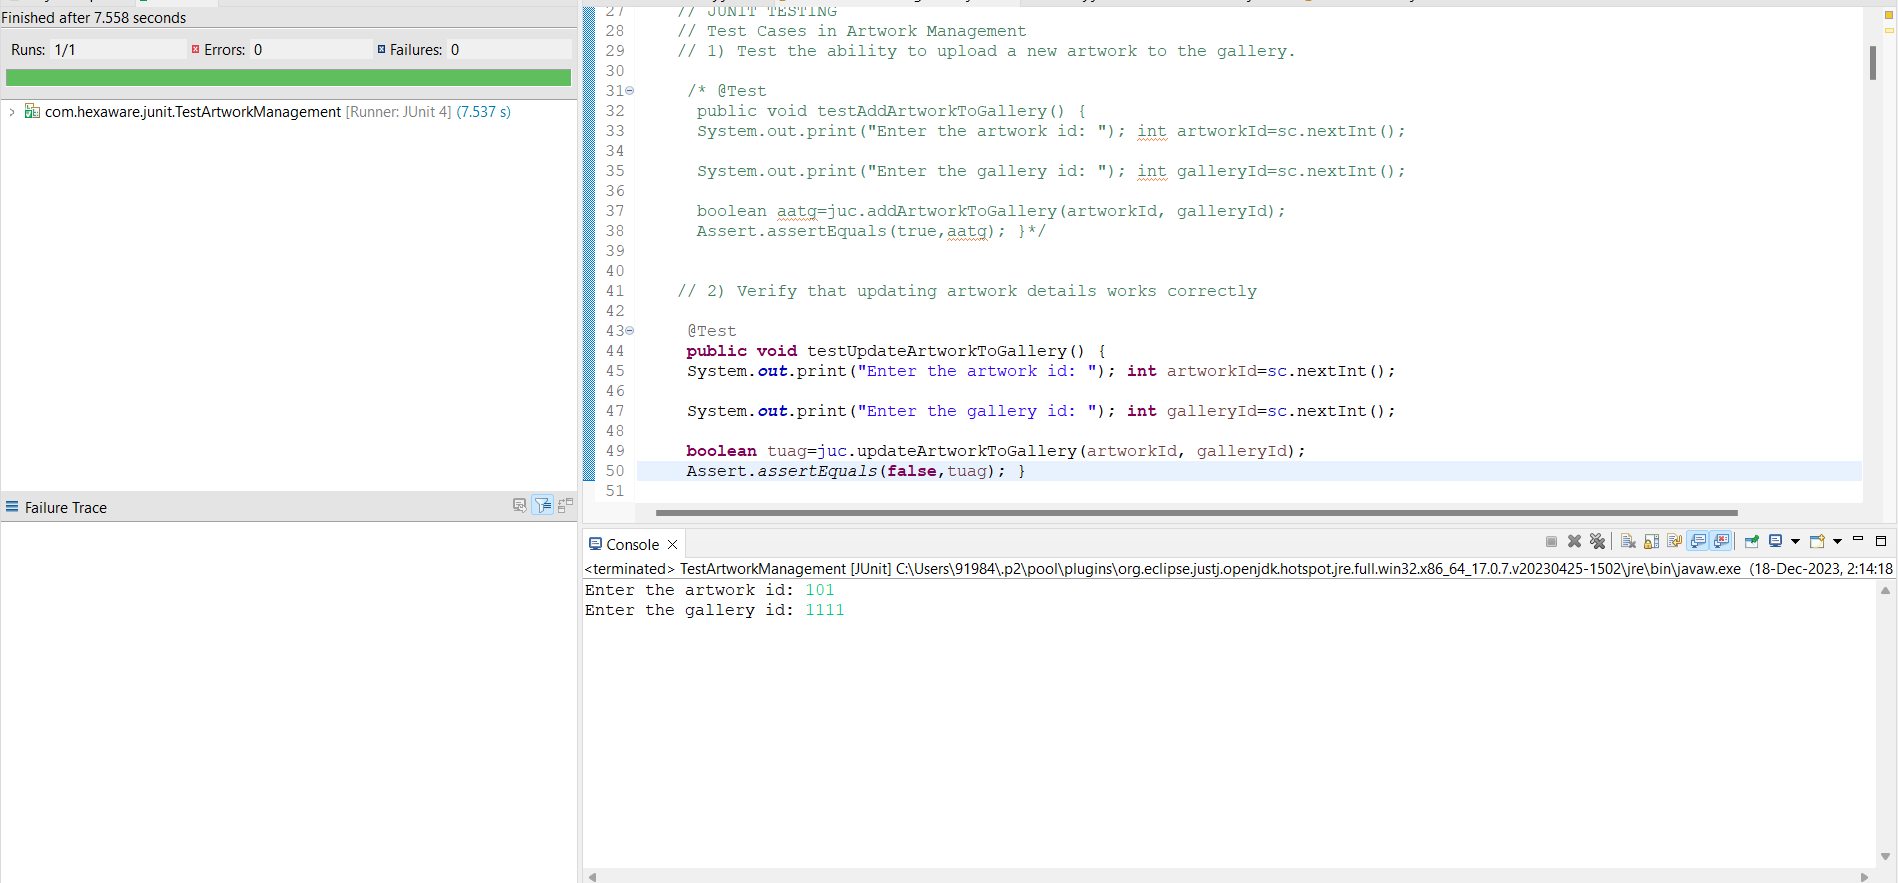 Finished after 7.558 seconds
Runs: 1/1 Errors: 0 Failures: 0
com.hexaware.junit.TestArtworkManagement [Runner: JUnit 4] (7.537 s)
Failure Trace
27 // JUNIT TESTING
28 // Test Cases in Artwork Management
29 // 1) Test the ability to upload a new artwork to the gallery.
30
31 /* @Test
32 public void testAddArtworkToGallery() {
33 System.out.print("Enter the artwork id: "); int artworkId=sc.nextInt();
34
35 System.out.print("Enter the gallery id: "); int galleryId=sc.nextInt();
36
37 boolean aatg=juc.addArtworkToGallery(artworkId, galleryId);
38 Assert.assertEquals(true,aatg); }*/
39
40
41 // 2) Verify that updating artwork details works correctly
42
43 @Test
44 public void testUpdateArtworkToGallery() {
45 System.out.print("Enter the artwork id: "); int artworkId=sc.nextInt();
46
47 System.out.print("Enter the gallery id: "); int galleryId=sc.nextInt();
48
49 boolean tuag=juc.updateArtworkToGallery(artworkId, galleryId);
50 Assert.assertEquals(false,tuag); }
51
Console
<terminated> TestArtworkManagement [JUnit] C:\Users\91984\.p2\pool\plugins\org.eclipse.justj.openjdk.hotspot.jre.full.win32.x86_64_17.0.7.v20230425-1502\jre\bin\javaw.exe (18-Dec-2023, 2:14:18
Enter the artwork id: 101
Enter the gallery id: 1111